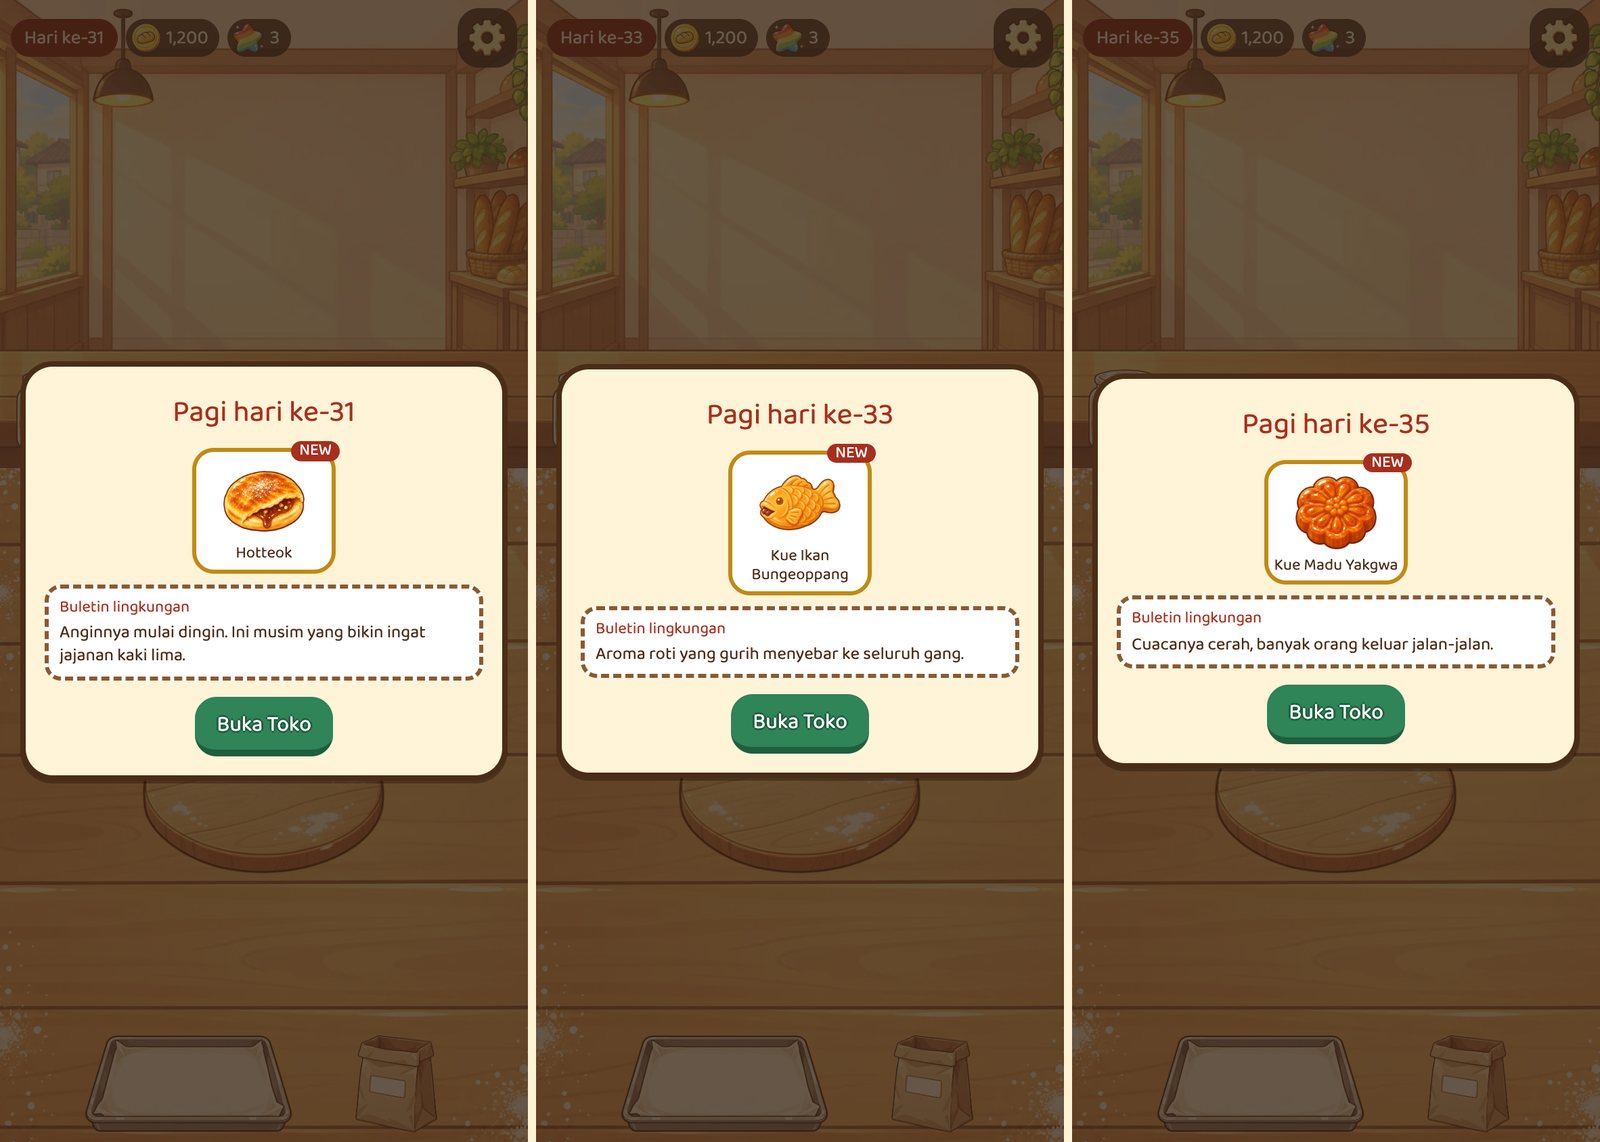 Hari ke-31
1,200
3
Pagi hari ke-31
NEW
Hotteok
Buletin lingkungan
Anginnya mulai dingin. Ini musim yang bikin ingat
jajanan kaki lima.
Buka Toko
Hari ke-33
1,200
3
Pagi hari ke-33
NEW
Kue Ikan
Bungeoppang
Buletin lingkungan
Aroma roti yang gurih menyebar ke seluruh gang.
Buka Toko
Hari ke-35
1,200
3
Pagi hari ke-35
NEW
Kue Madu Yakgwa
Buletin lingkungan
Cuacanya cerah, banyak orang keluar jalan-jalan.
Buka Toko